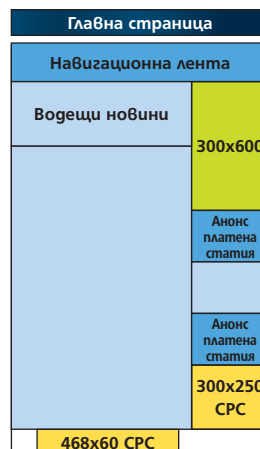 Главна страница
Навигационна лента
Водещи новини
300x600
Анонс
платена
статия
Анонс
платена
статия
300x250
CPC
468x60 CPC